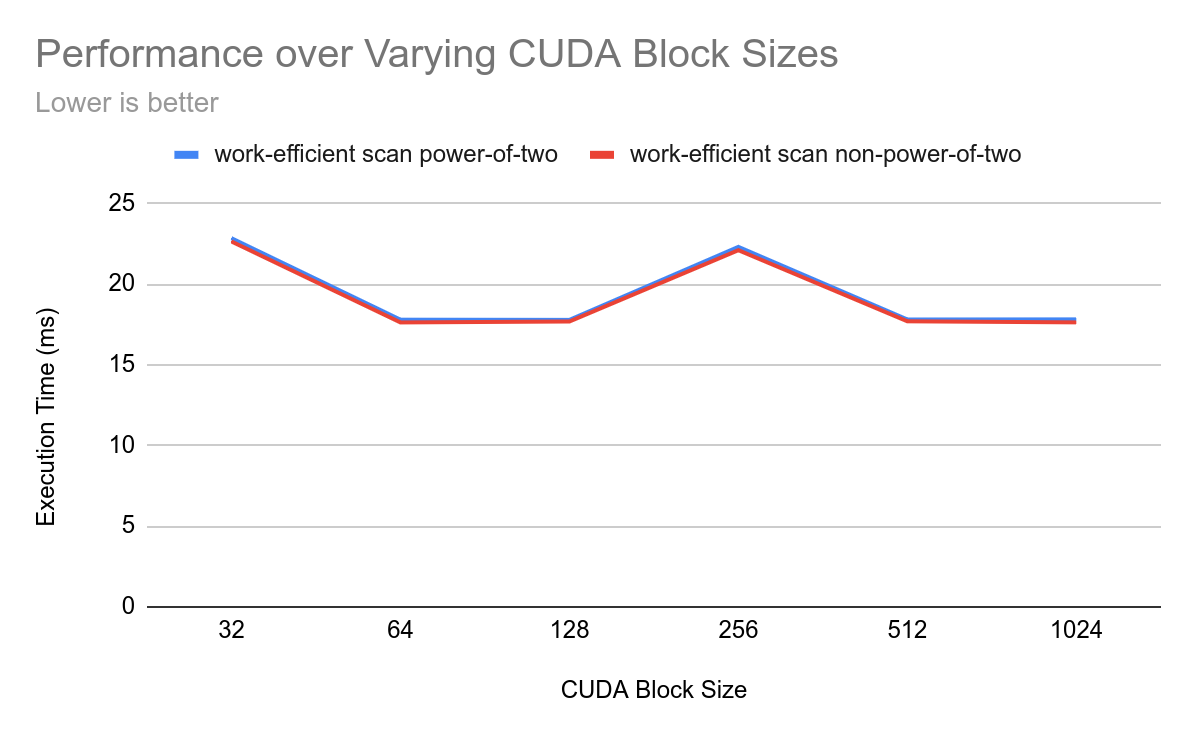 Performance over Varying CUDA Block Sizes
Lower is better
work-efficient scan power-of-two work-efficient scan non-power-of-two
25
20
15
10
5
0
Execution Time (ms)
32 64 128 256 512 1024
CUDA Block Size